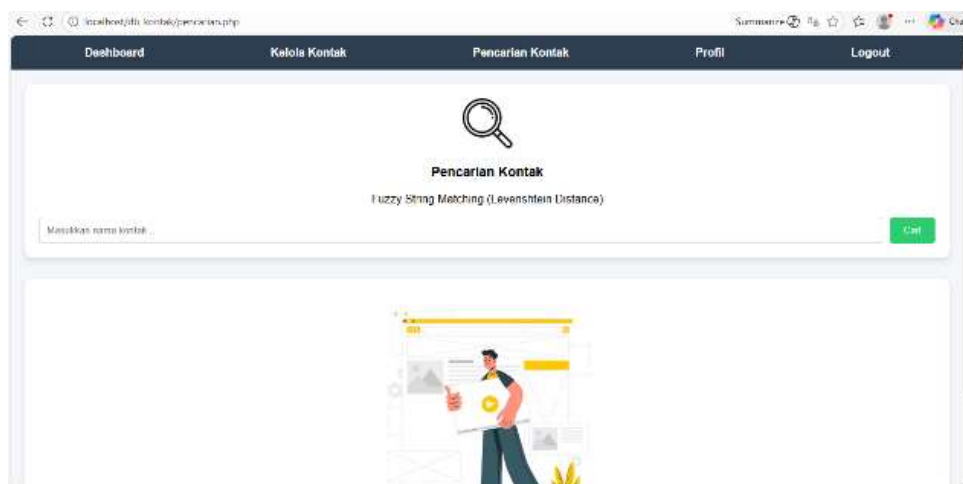 localhost/db_kontak/pencarian.php
Summarize
Dashboard Kelola Kontak Pencarian Kontak Profil Logout
Pencarian Kontak
Fuzzy String Matching (Levenshtein Distance)
Masukkan nama kontak ...
Cari